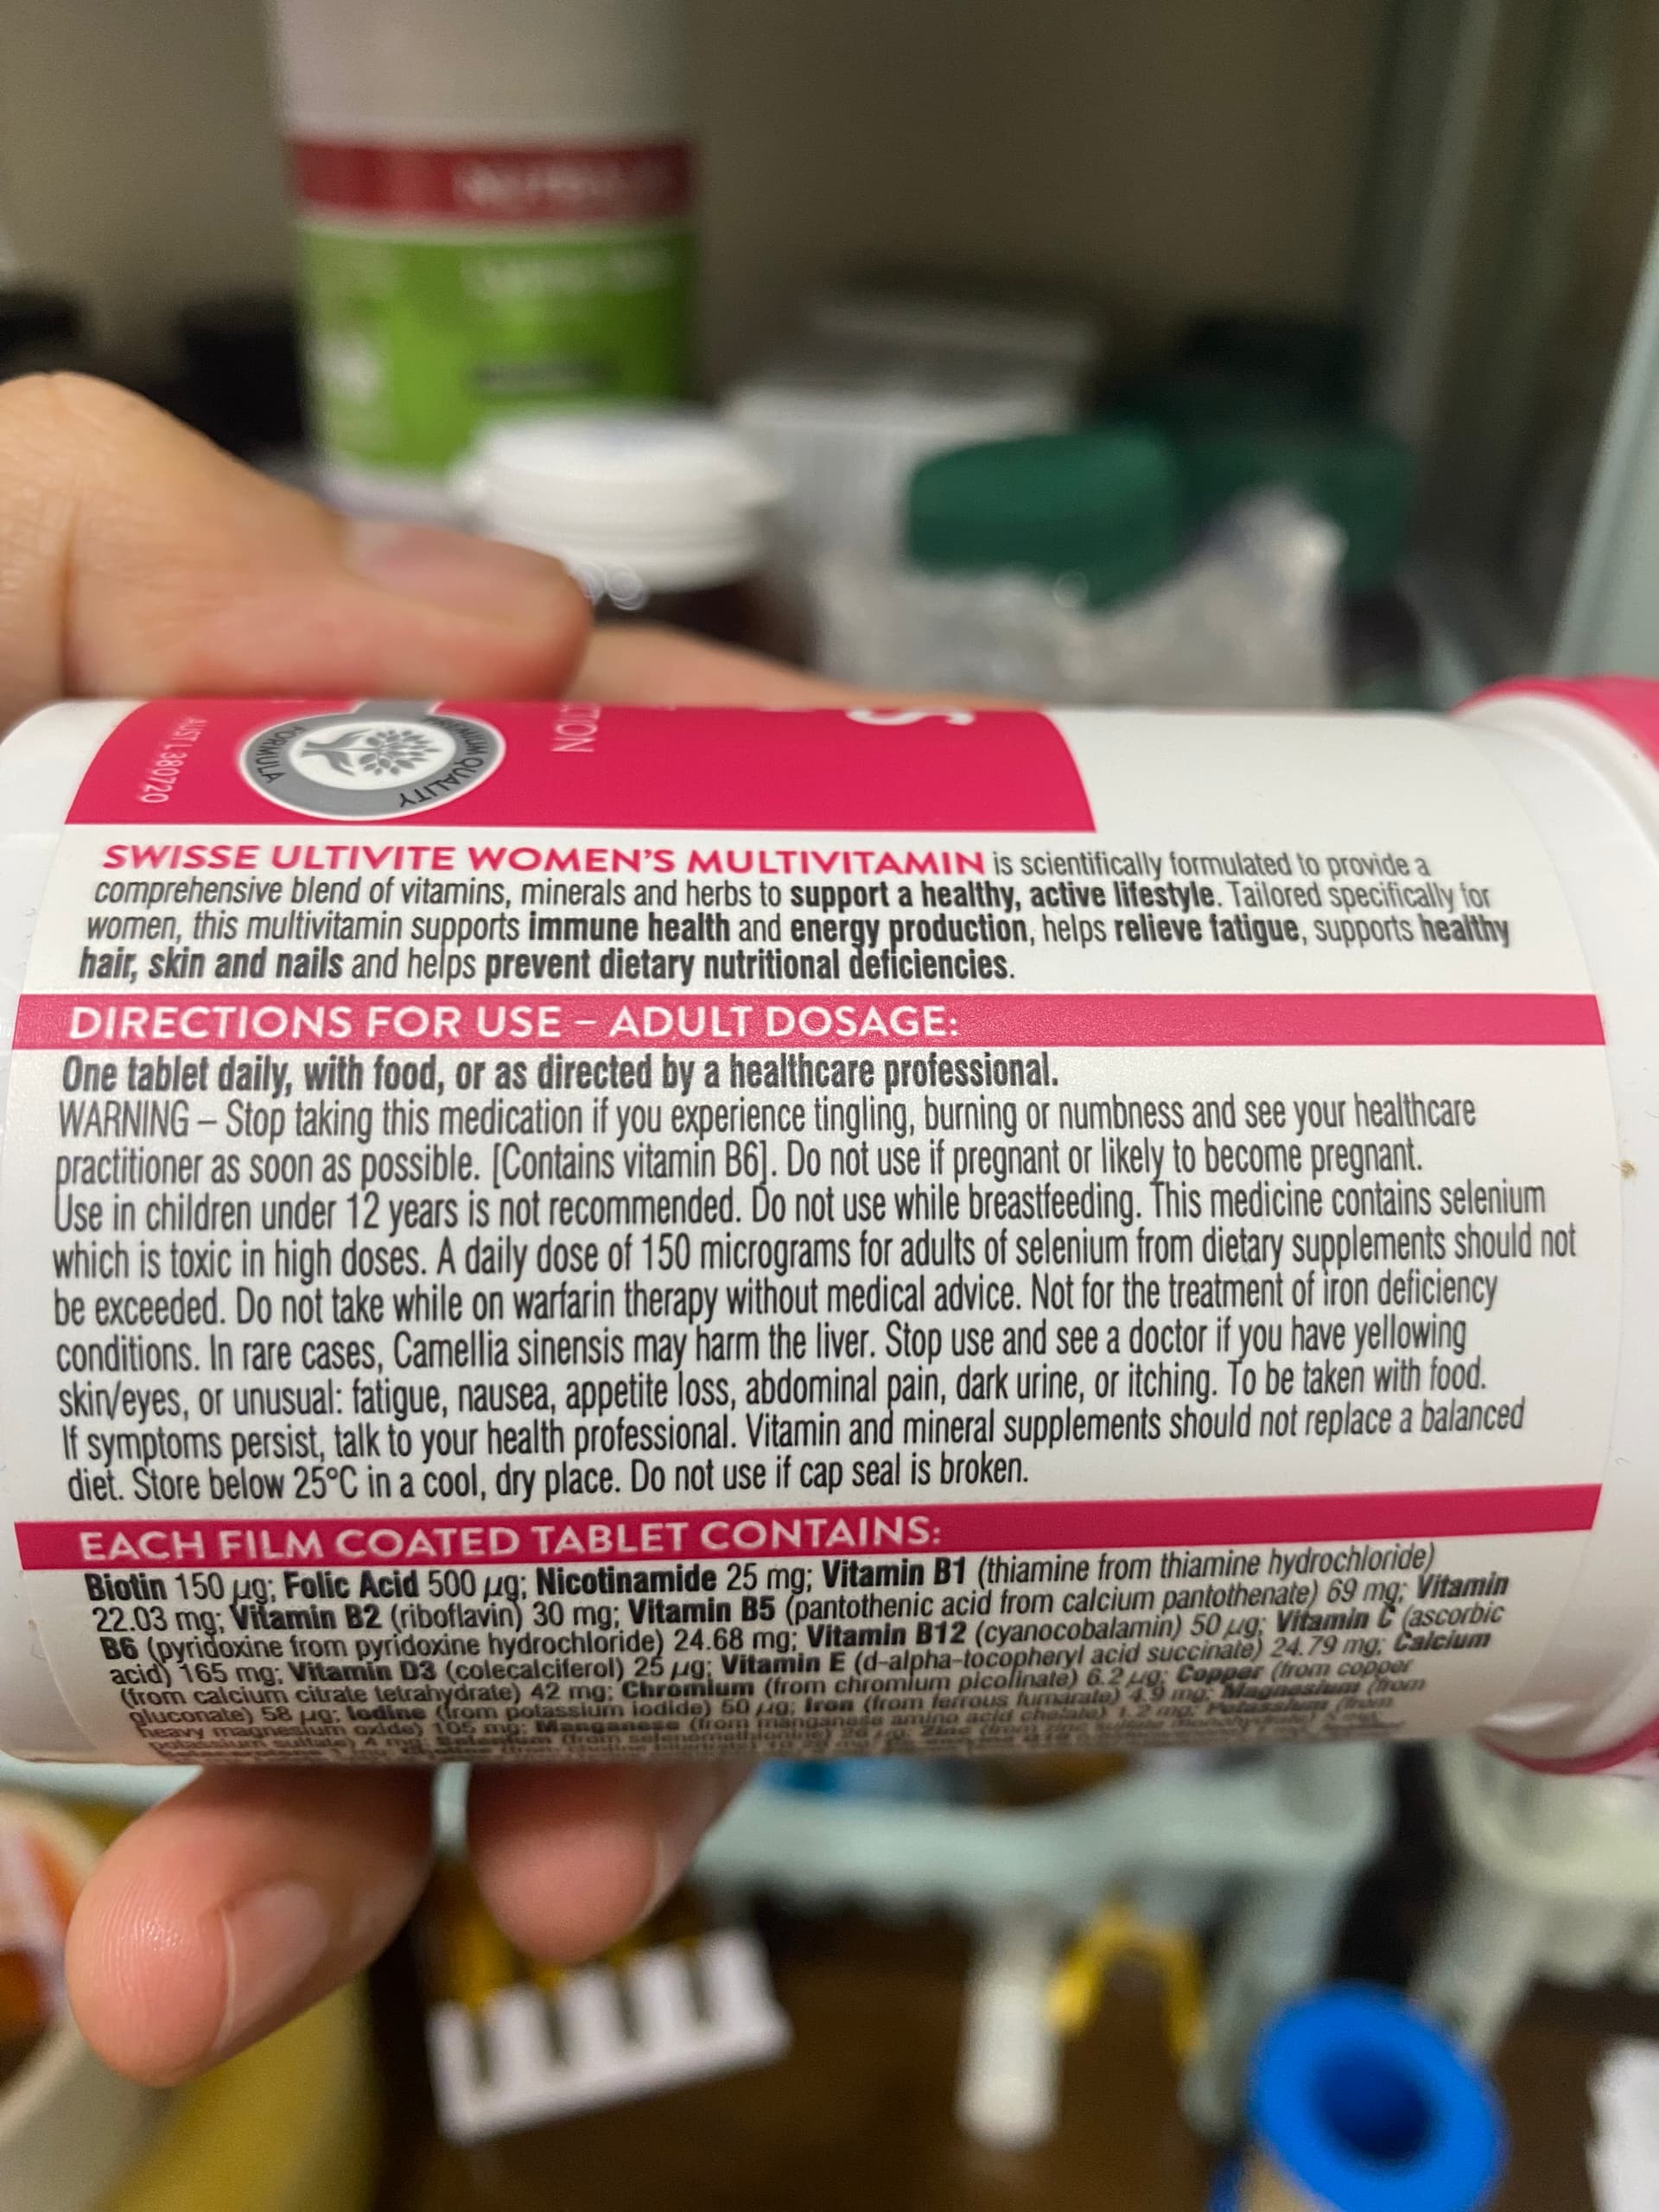 AUST L 380720
FORMULA
QUALITY
SWISSE ULTIVITE WOMEN'S MULTIVITAMIN is scientifically formulated to provide a
comprehensive blend of vitamins, minerals and herbs to support a healthy, active lifestyle. Tailored specifically for
women, this multivitamin supports immune health and energy production, helps relieve fatigue, supports healthy
hair, skin and nails and helps prevent dietary nutritional deficiencies.
DIRECTIONS FOR USE – ADULT DOSAGE:
One tablet daily, with food, or as directed by a healthcare professional.
WARNING – Stop taking this medication if you experience tingling, burning or numbness and see your healthcare
practitioner as soon as possible. [Contains vitamin B6]. Do not use if pregnant or likely to become pregnant.
Use in children under 12 years is not recommended. Do not use while breastfeeding. This medicine contains selenium
which is toxic in high doses. A daily dose of 150 micrograms for adults of selenium from dietary supplements should not
be exceeded. Do not take while on warfarin therapy without medical advice. Not for the treatment of iron deficiency
conditions. In rare cases, Camellia sinensis may harm the liver. Stop use and see a doctor if you have yellowing
skin/eyes, or unusual: fatigue, nausea, appetite loss, abdominal pain, dark urine, or itching. To be taken with food.
If symptoms persist, talk to your health professional. Vitamin and mineral supplements should not replace a balanced
diet. Store below 25°C in a cool, dry place. Do not use if cap seal is broken.
EACH FILM COATED TABLET CONTAINS:
Biotin 150 µg; Folic Acid 500 µg; Nicotinamide 25 mg; Vitamin B1 (thiamine from thiamine hydrochloride)
22.03 mg; Vitamin B2 (riboflavin) 30 mg; Vitamin B5 (pantothenic acid from calcium pantothenate) 69 mg; Vitamin
B6 (pyridoxine from pyridoxine hydrochloride) 24.68 mg; Vitamin B12 (cyanocobalamin) 50 µg; Vitamin C (ascorbic
acid) 165 mg; Vitamin D3 (colecalciferol) 25 µg; Vitamin E (d-alpha-tocopheryl acid succinate) 24.79 mg; Calcium
(from calcium citrate tetrahydrate) 42 mg; Chromium (from chromium picolinate) 6.2 µg; Copper (from copper
gluconate) 58 µg; Iodine (from potassium iodide) 50 µg; Iron (from ferrous fumarate) 4.9 mg; Magnesium (from
heavy magnesium oxide) 105 mg; Manganese (from manganese amino acid chelate) 1.2 mg; Potassium (from
potassium sulfate) 4 mg; Selenium (from selenomethionine) 26 µg; Zinc